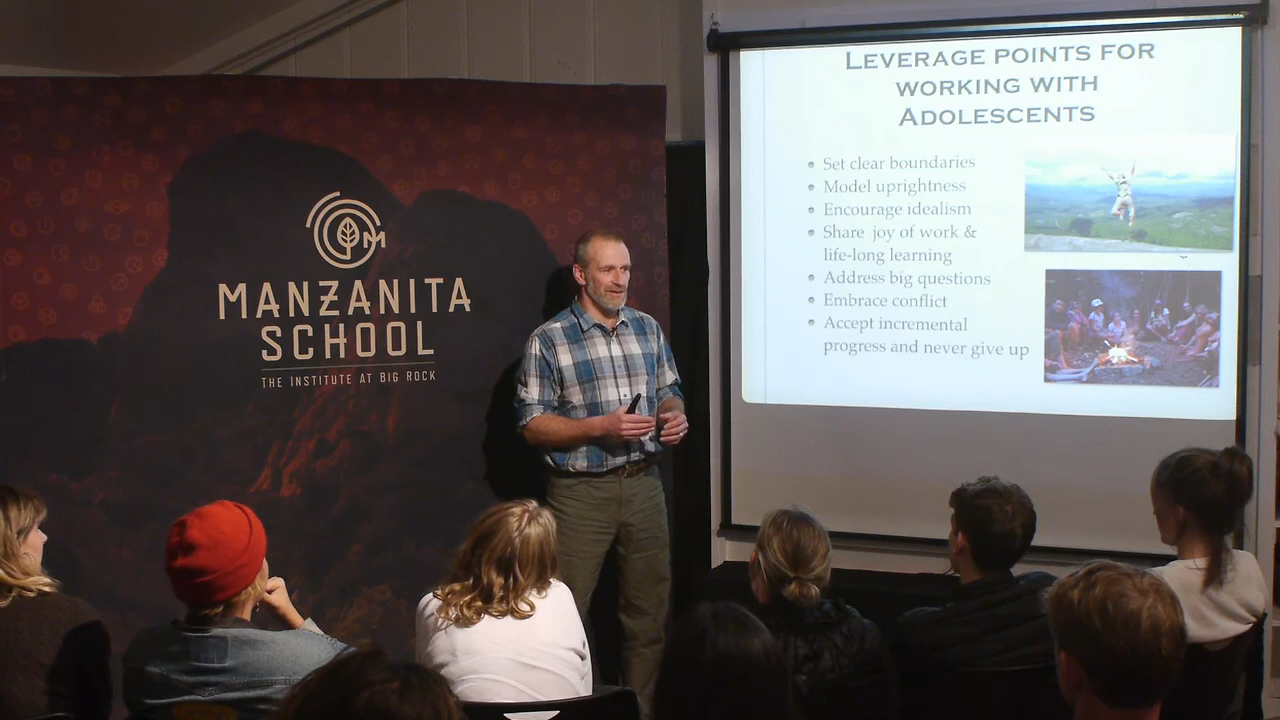 M
MANZANITA
SCHOOL
THE INSTITUTE AT BIG ROCK
LEVERAGE POINTS FOR
WORKING WITH
ADOLESCENTS
Set clear boundaries
Model uprightness
Encourage idealism
Share joy of work &
life-long learning
Address big questions
Embrace conflict
Accept incremental
progress and never give up